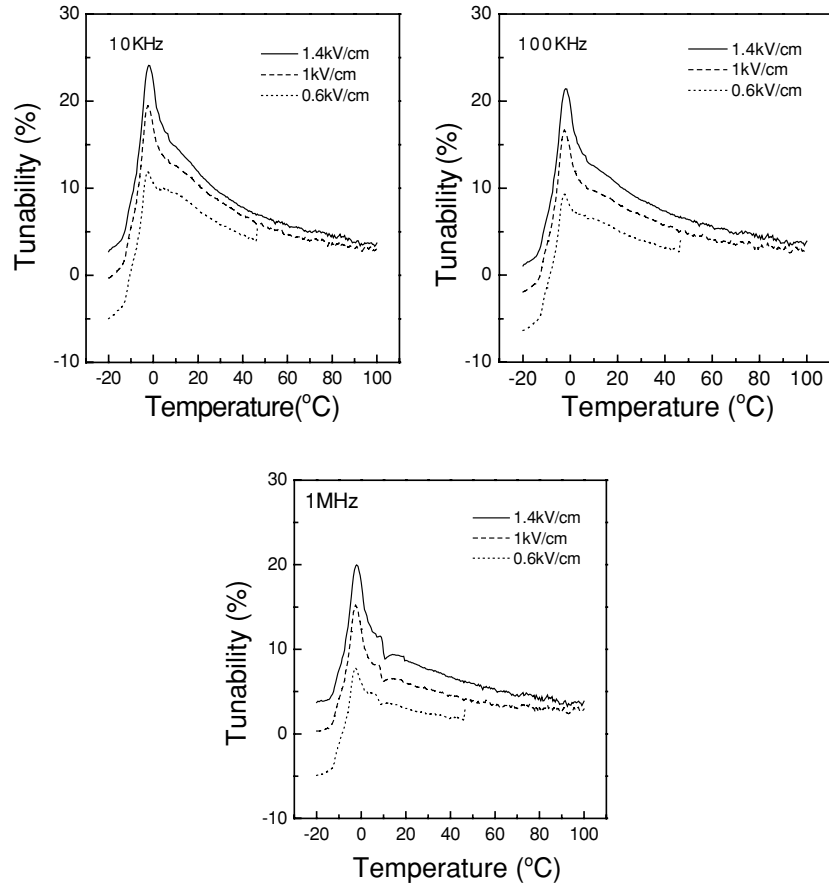 30
20
10
0
-10
Tunability (%)
10KHz
1.4kV/cm
1kV/cm
0.6kV/cm
-20 0 20 40 60 80 100
Temperature(°C)
30
20
10
0
-10
Tunability (%)
100KHz
1.4kV/cm
1kV/cm
0.6kV/cm
-20 0 20 40 60 80 100
Temperature (°C)
30
20
10
0
-10
Tunability (%)
1MHz
1.4kV/cm
1kV/cm
0.6kV/cm
-20 0 20 40 60 80 100
Temperature (°C)